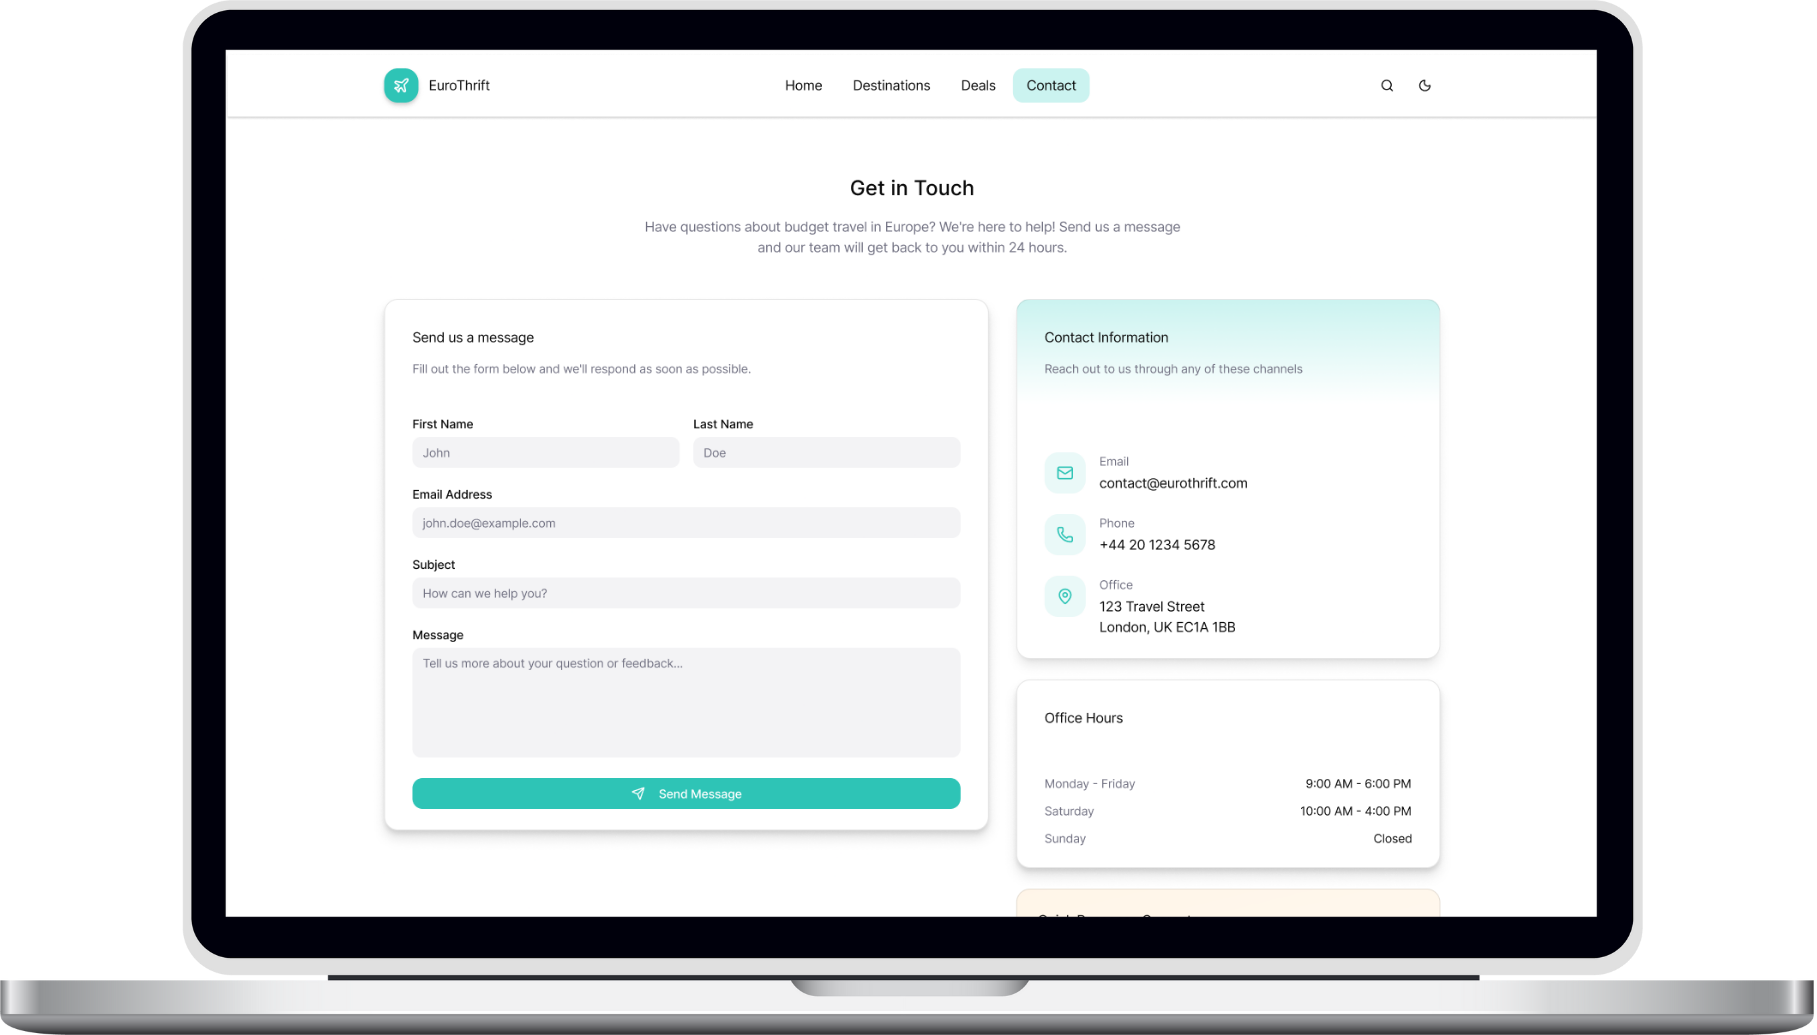 EuroThrift
Home
Destinations
Deals
Contact
Get in Touch
Have questions about budget travel in Europe? We're here to help! Send us a message
and our team will get back to you within 24 hours.
Send us a message
Fill out the form below and we'll respond as soon as possible.
First Name
Last Name
John
Doe
Email Address
john.doe@example.com
Subject
How can we help you?
Message
Tell us more about your question or feedback...
Send Message
Contact Information
Reach out to us through any of these channels
Email
contact@eurothrift.com
Phone
+44 20 1234 5678
Office
123 Travel Street
London, UK EC1A 1BB
Office Hours
Monday - Friday
9:00 AM - 6:00 PM
Saturday
10:00 AM - 4:00 PM
Sunday
Closed